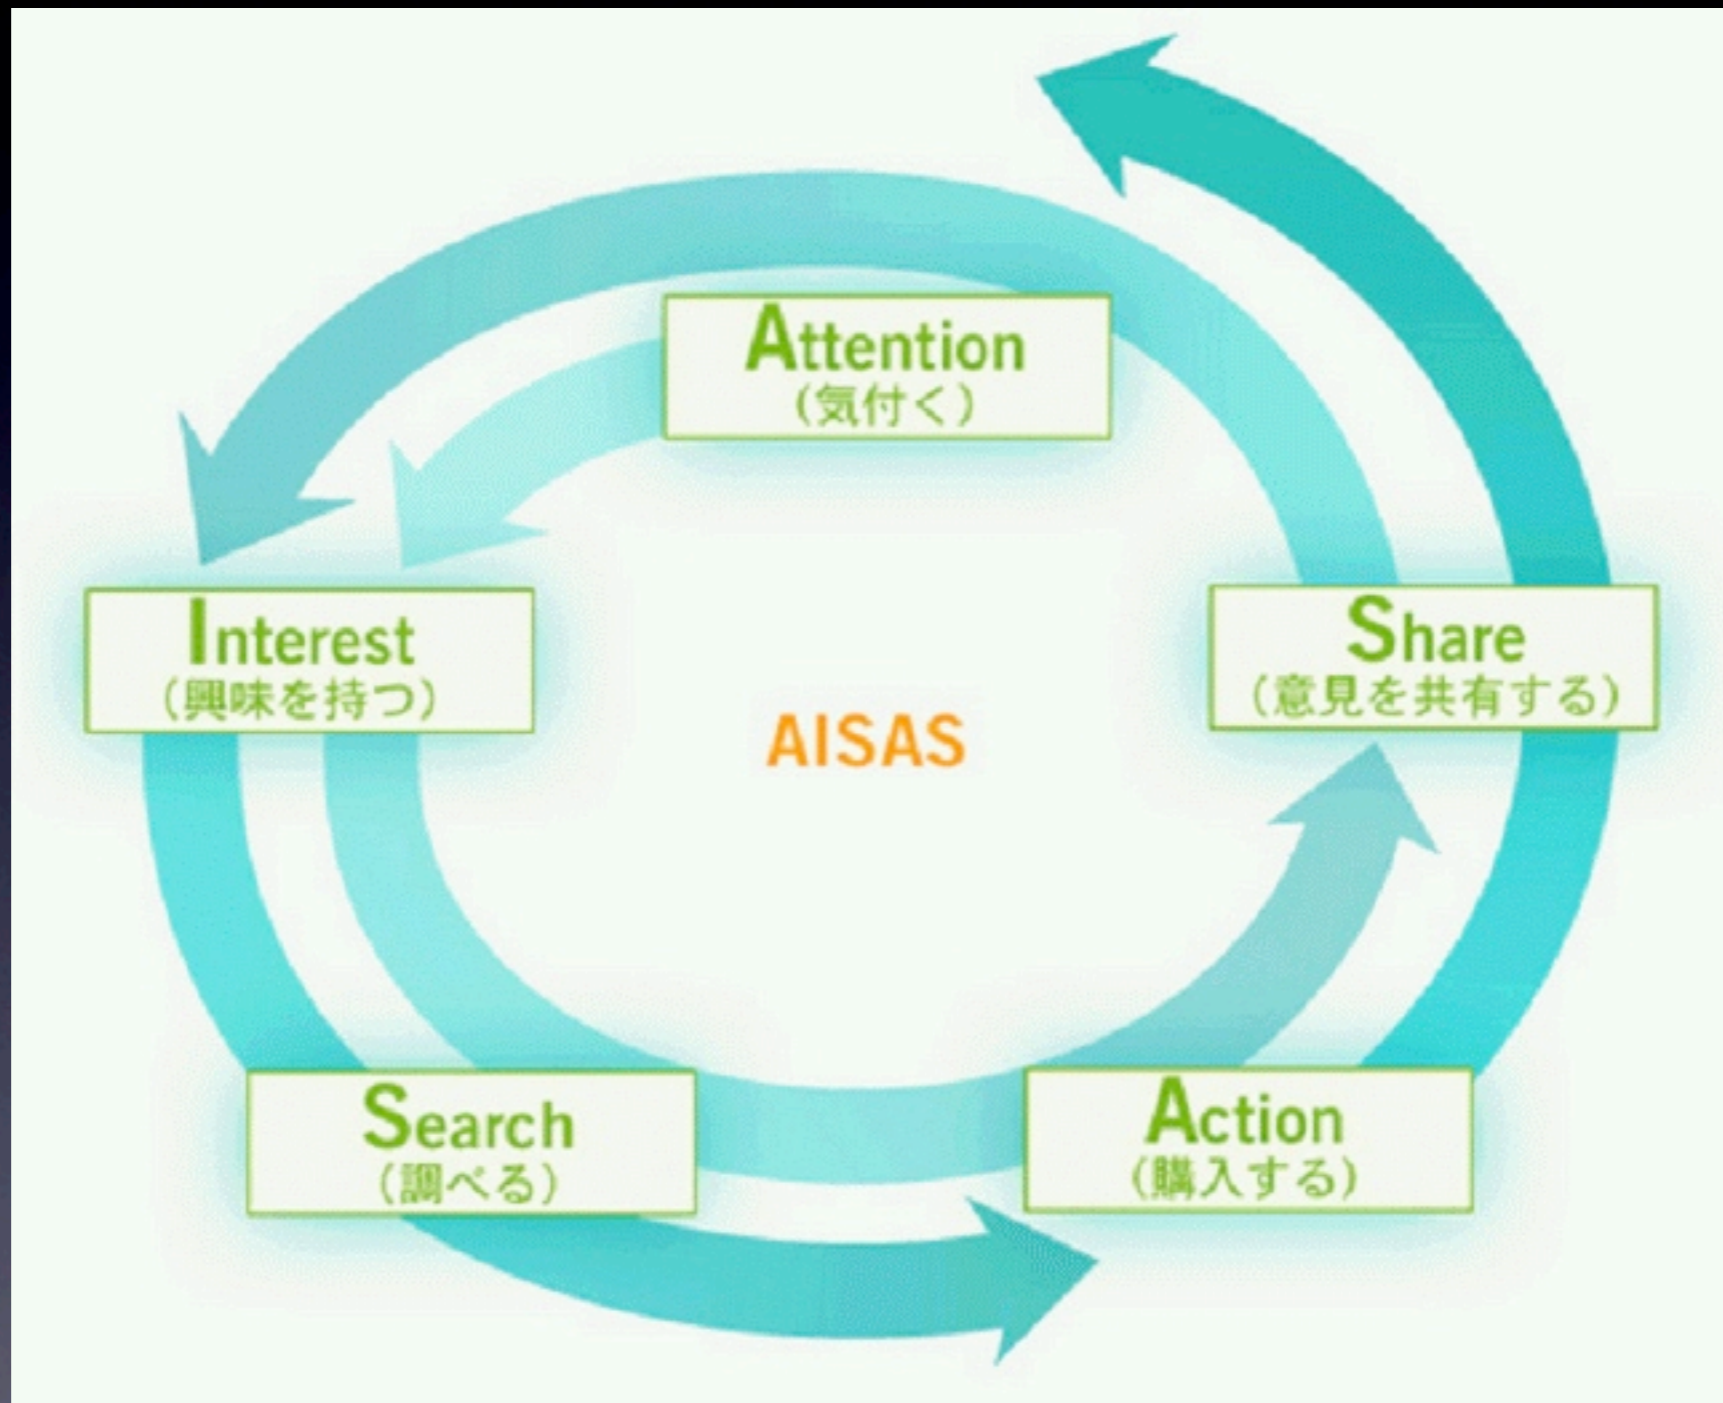 Attention
(気付く)
Interest
(興味を持つ)
AISAS
Share
(意見を共有する)
Search
(調べる)
Action
(購入する)